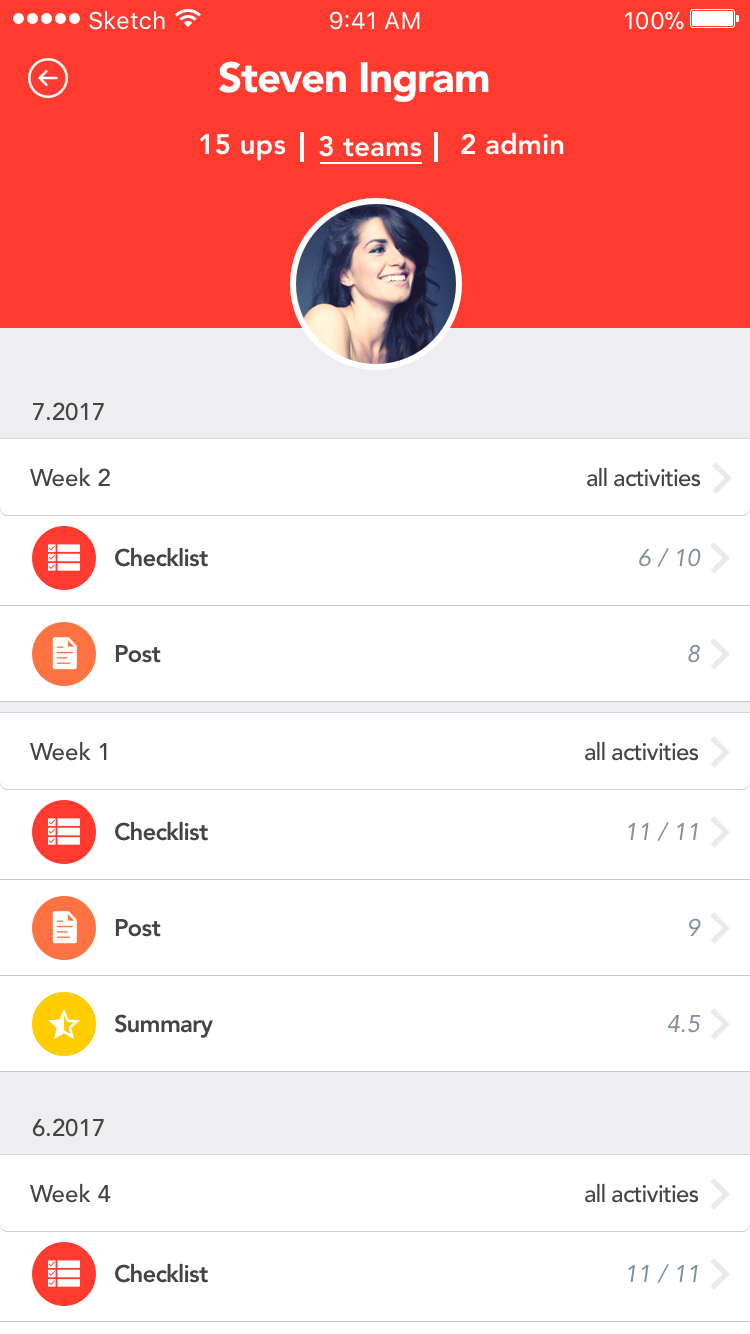 Sketch 9:41 AM 100%
Steven Ingram
15 ups | 3 teams | 2 admin
7.2017
Week 2 all activities
Checklist 6 / 10
Post 8
Week 1 all activities
Checklist 11 / 11
Post 9
Summary 4.5
6.2017
Week 4 all activities
Checklist 11 / 11